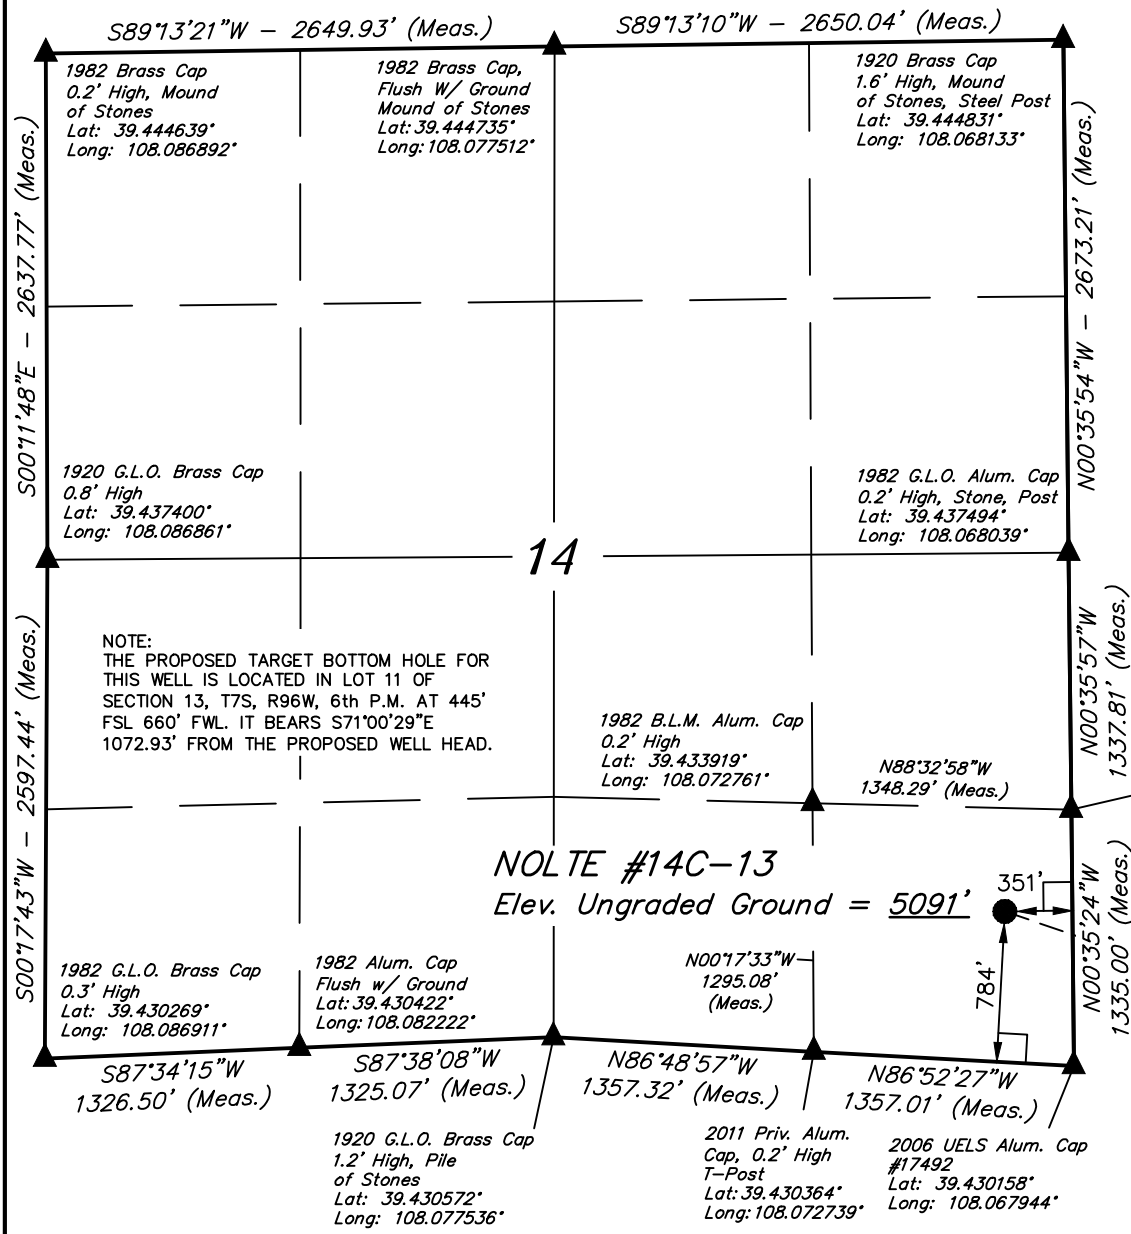 S89°13'21"W - 2649.93' (Meas.)
S89°13'10"W - 2650.04' (Meas.)
1982 Brass Cap
0.2' High, Mound
of Stones
Lat: 39.444639°
Long: 108.086892°
1982 Brass Cap,
Flush W/ Ground
Mound of Stones
Lat: 39.444735°
Long: 108.077512°
1920 Brass Cap
1.6' High, Mound
of Stones, Steel Post
Lat: 39.444831°
Long: 108.068133°
S00°11'48"E - 2637.77' (Meas.)
N00°35'54"W - 2673.21' (Meas.)
1920 G.L.O. Brass Cap
0.8' High
Lat: 39.437400°
Long: 108.086861°
1982 G.L.O. Alum. Cap
0.2' High, Stone, Post
Lat: 39.437494°
Long: 108.068039°
14
NOTE:
THE PROPOSED TARGET BOTTOM HOLE FOR
THIS WELL IS LOCATED IN LOT 11 OF
SECTION 13, T7S, R96W, 6th P.M. AT 445'
FSL 660' FWL. IT BEARS S71°00'29"E
1072.93' FROM THE PROPOSED WELL HEAD.
S00°17'43"W - 2597.44' (Meas.)
N00°35'57"W
1337.81' (Meas.)
1982 B.L.M. Alum. Cap
0.2' High
Lat: 39.433919°
Long: 108.072761°
N88°32'58"W
1348.29' (Meas.)
NOLTE #14C-13
Elev. Ungraded Ground = 5091'
351'
784'
N00°35'24"W
1335.00' (Meas.)
N00°17'33"W
1295.08'
(Meas.)
1982 G.L.O. Brass Cap
0.3' High
Lat: 39.430269°
Long: 108.086911°
1982 Alum. Cap
Flush w/ Ground
Lat: 39.430422°
Long: 108.082222°
S87°34'15"W
1326.50' (Meas.)
S87°38'08"W
1325.07' (Meas.)
N86°48'57"W
1357.32' (Meas.)
N86°52'27"W
1357.01' (Meas.)
1920 G.L.O. Brass Cap
1.2' High, Pile
of Stones
Lat: 39.430572°
Long: 108.077536°
2011 Priv. Alum.
Cap, 0.2' High
T-Post
Lat: 39.430364°
Long: 108.072739°
2006 UELS Alum. Cap
#17492
Lat: 39.430158°
Long: 108.067944°